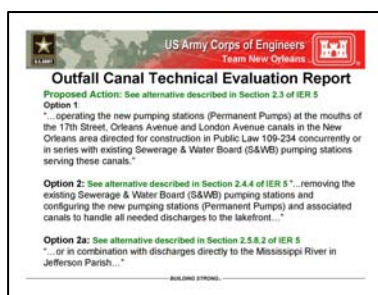 US Army Corps of Engineers
Team New Orleans
U.S. ARMY
Outfall Canal Technical Evaluation Report
Proposed Action: See alternative described in Section 2.3 of IER 5
Option 1:
"…operating the new pumping stations (Permanent Pumps) at the mouths
of the 17th Street, Orleans Avenue and London Avenue canals in the New
Orleans area directed for construction in Public Law 109-234 concurrently or
in series with existing Sewerage & Water Board (S&WB) pumping stations
serving these canals."
Option 2: See alternative described in Section 2.4.4 of IER 5 "…removing the
existing Sewerage & Water Board (S&WB) pumping stations and
configuring the new pumping stations (Permanent Pumps) and associated
canals to handle all needed discharges to the lakefront…"
Option 2a: See alternative described in Section 2.5.8.2 of IER 5
"…or in combination with discharges directly to the Mississippi River in
Jefferson Parish…"
BUILDING STRONG®